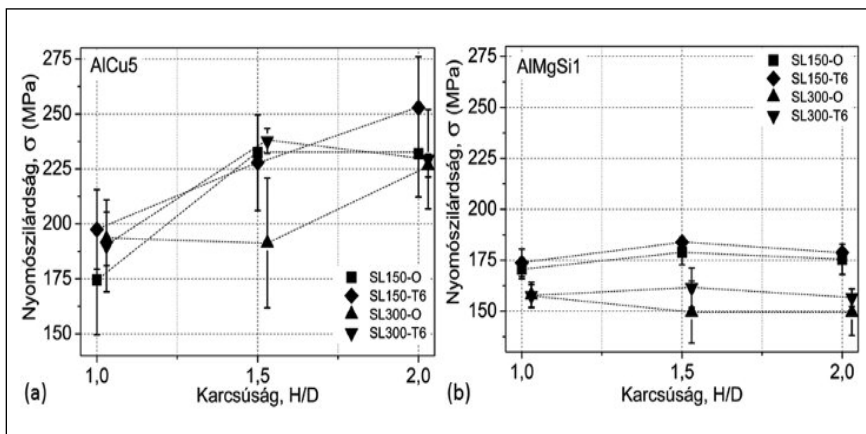 AlCu5
Nyomószilárdság, σ (MPa)
275
250
225
200
175
150
SL150-O
SL150-T6
SL300-O
SL300-T6
(a)
1,0
1,5
2,0
Karcsúság, H/D
AlMgSi1
Nyomószilárdság, σ (MPa)
275
250
225
200
175
150
SL150-O
SL150-T6
SL300-O
SL300-T6
(b)
1,0
1,5
2,0
Karcsúság, H/D